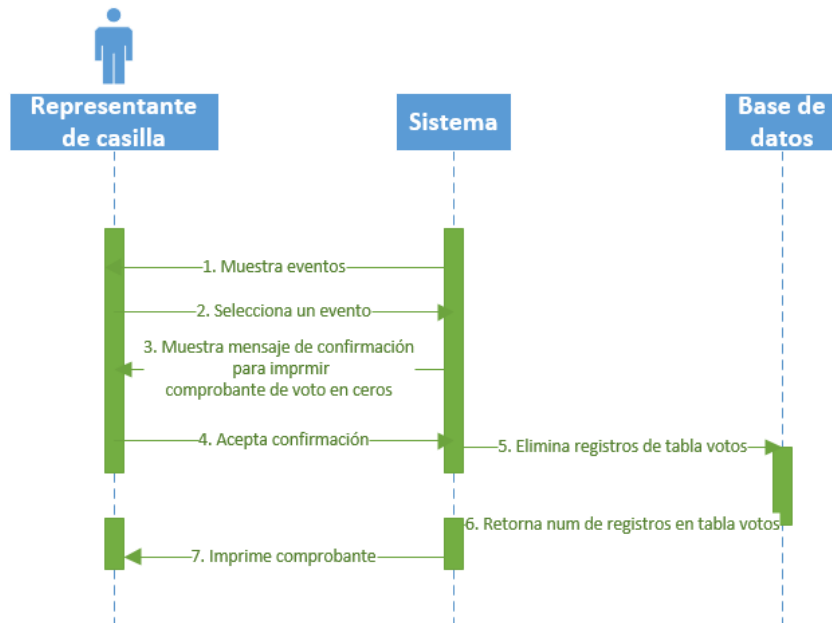 Representante
de casilla
Sistema
Base de
datos
1. Muestra eventos
2. Selecciona un evento
3. Muestra mensaje de confirmación
para imprmir
comprobante de voto en ceros
4. Acepta confirmación
5. Elimina registros de tabla votos
6. Retorna num de registros en tabla votos
7. Imprime comprobante